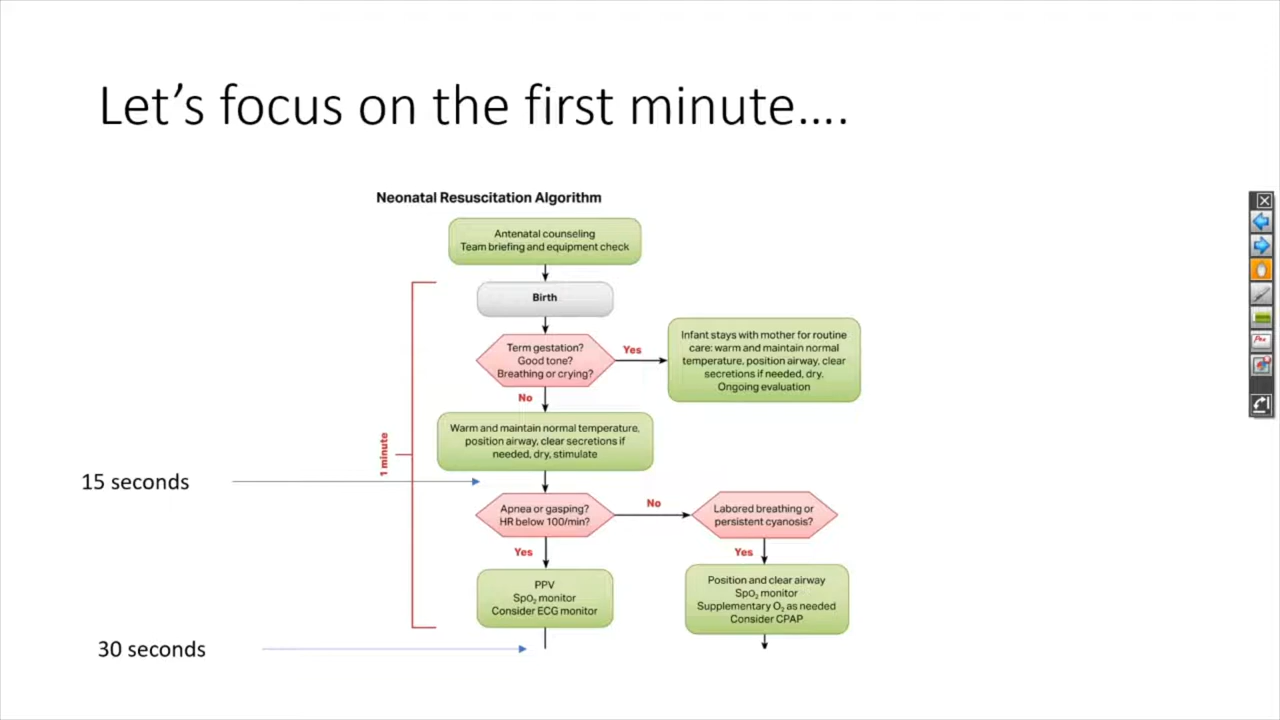 Let's focus on the first minute....
Neonatal Resuscitation Algorithm
Antenatal counseling
Team briefing and equipment check
Birth
Term gestation?
Good tone?
Breathing or crying?
Yes
Infant stays with mother for routine
care: warm and maintain normal
temperature, position airway, clear
secretions if needed, dry.
Ongoing evaluation
No
Warm and maintain normal temperature,
position airway, clear secretions if
needed, dry, stimulate
1 minute
15 seconds
Apnea or gasping?
HR below 100/min?
No
Labored breathing or
persistent cyanosis?
Yes
PPV
SpO₂ monitor
Consider ECG monitor
Yes
Position and clear airway
SpO₂ monitor
Supplementary O₂ as needed
Consider CPAP
30 seconds